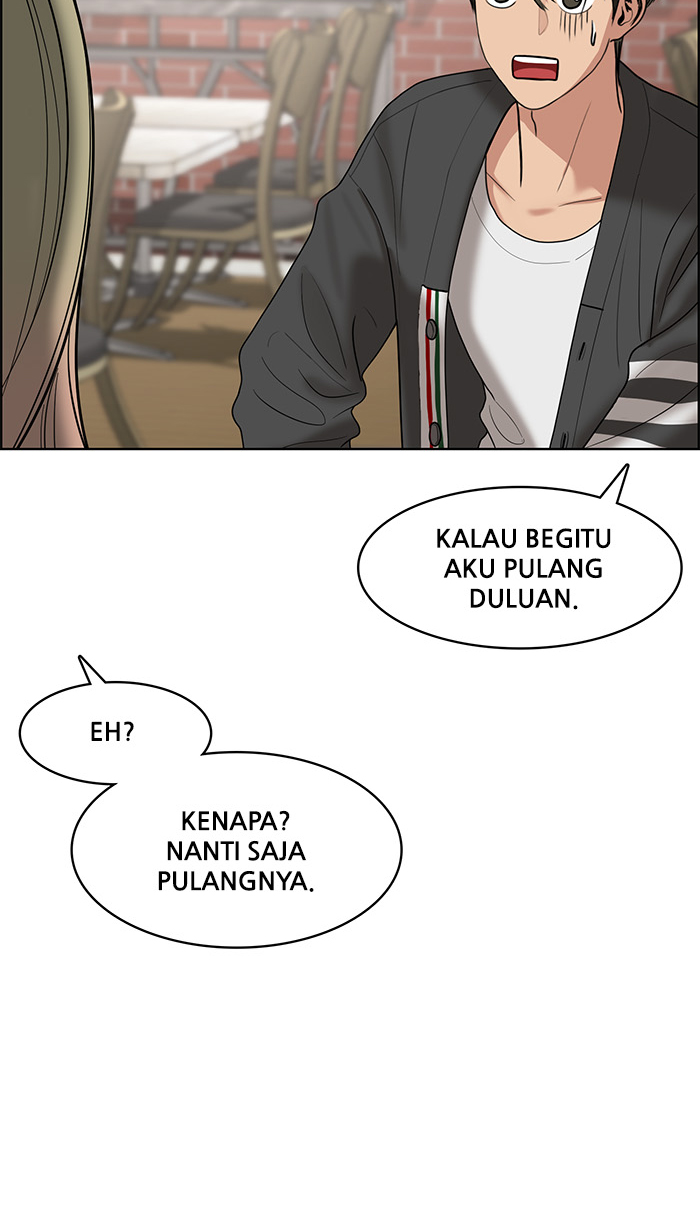 KALAU BEGITU
AKU PULANG
DULUAN.
EH?
KENAPA?
NANTI SAJA
PULANGNYA.